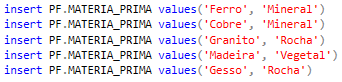 insert PF.MATERIA_PRIMA values('Ferro', 'Mineral')
insert PF.MATERIA_PRIMA values('Cobre', 'Mineral')
insert PF.MATERIA_PRIMA values('Granito', 'Rocha')
insert PF.MATERIA_PRIMA values('Madeira', 'Vegetal')
insert PF.MATERIA_PRIMA values('Gesso', 'Rocha')